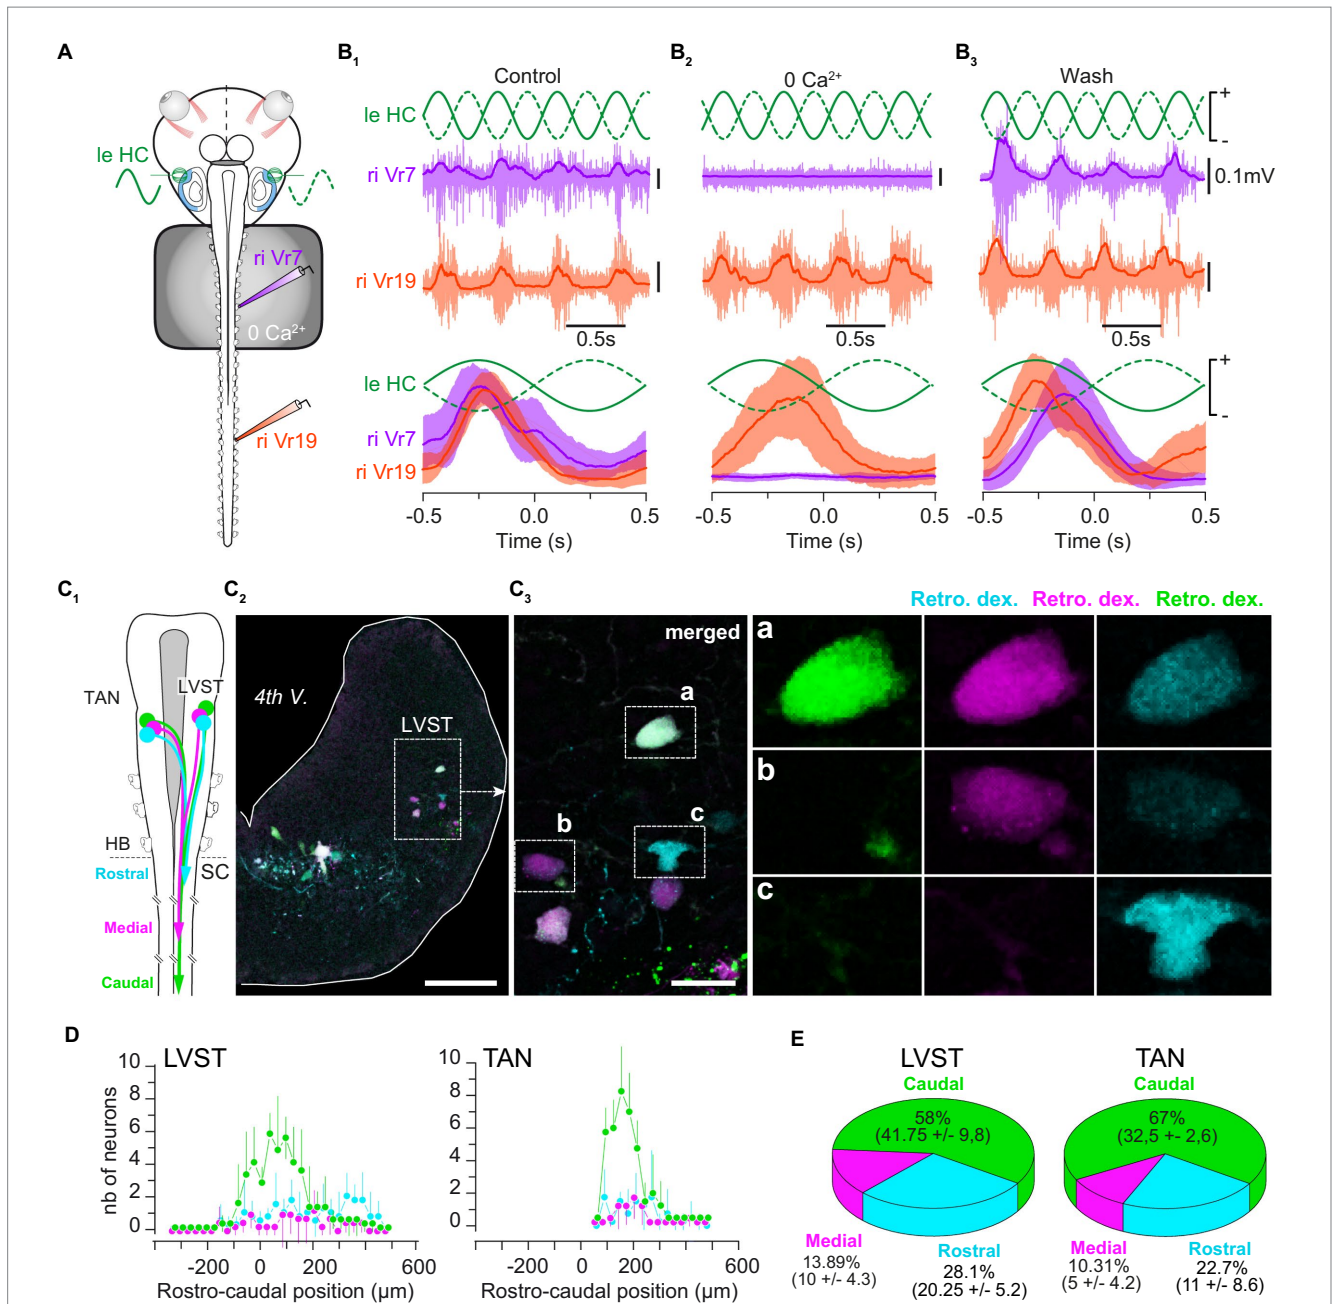 A
le HC
ri Vr7
0 Ca²⁺
ri Vr19
B₁
Control
le HC
ri Vr7
ri Vr19
0.5s
le HC
ri Vr7
ri Vr19
-0.5
0.0
0.5
Time (s)
B₂
0 Ca²⁺
0.5s
-0.5
0.0
0.5
Time (s)
B₃
Wash
+
-
0.1mV
0.5s
+
-
-0.5
0.0
0.5
Time (s)
C₁
TAN
LVST
HB
SC
Rostral
Medial
Caudal
C₂
4th V.
LVST
C₃
Retro. dex. Retro. dex. Retro. dex.
merged
a
b
c
a
b
c
D
LVST
nb of neurons
10
8
6
4
2
0
-200 0 200 400 600
Rostro-caudal position (µm)
TAN
10
8
6
4
2
0
-200 0 200 400 600
Rostro-caudal position (µm)
E
LVST
Caudal
58%
(41.75 +/- 9,8)
Medial
13.89%
(10 +/- 4.3)
Rostral
28.1%
(20.25 +/- 5.2)
TAN
Caudal
67%
(32,5 +- 2,6)
Medial
10.31%
(5 +/- 4.2)
Rostral
22.7%
(11 +/- 8.6)